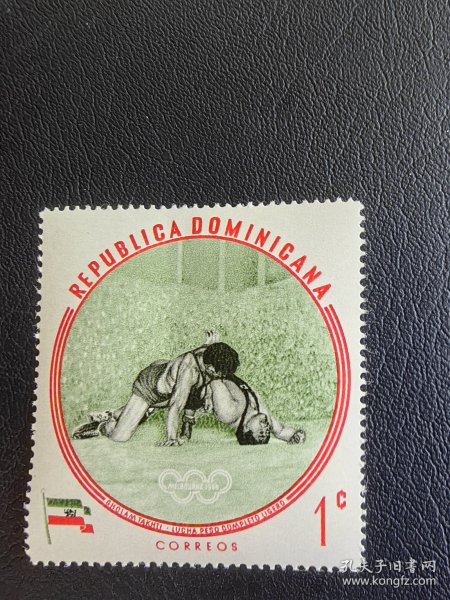 REPUBLICA DOMINICANA
MELBOURNE 1956
GHOLAM TAKHTI - LUCHA PESO COMPLETO LIGERO
1¢
CORREOS
孔夫子旧书网
www.kongfz.com